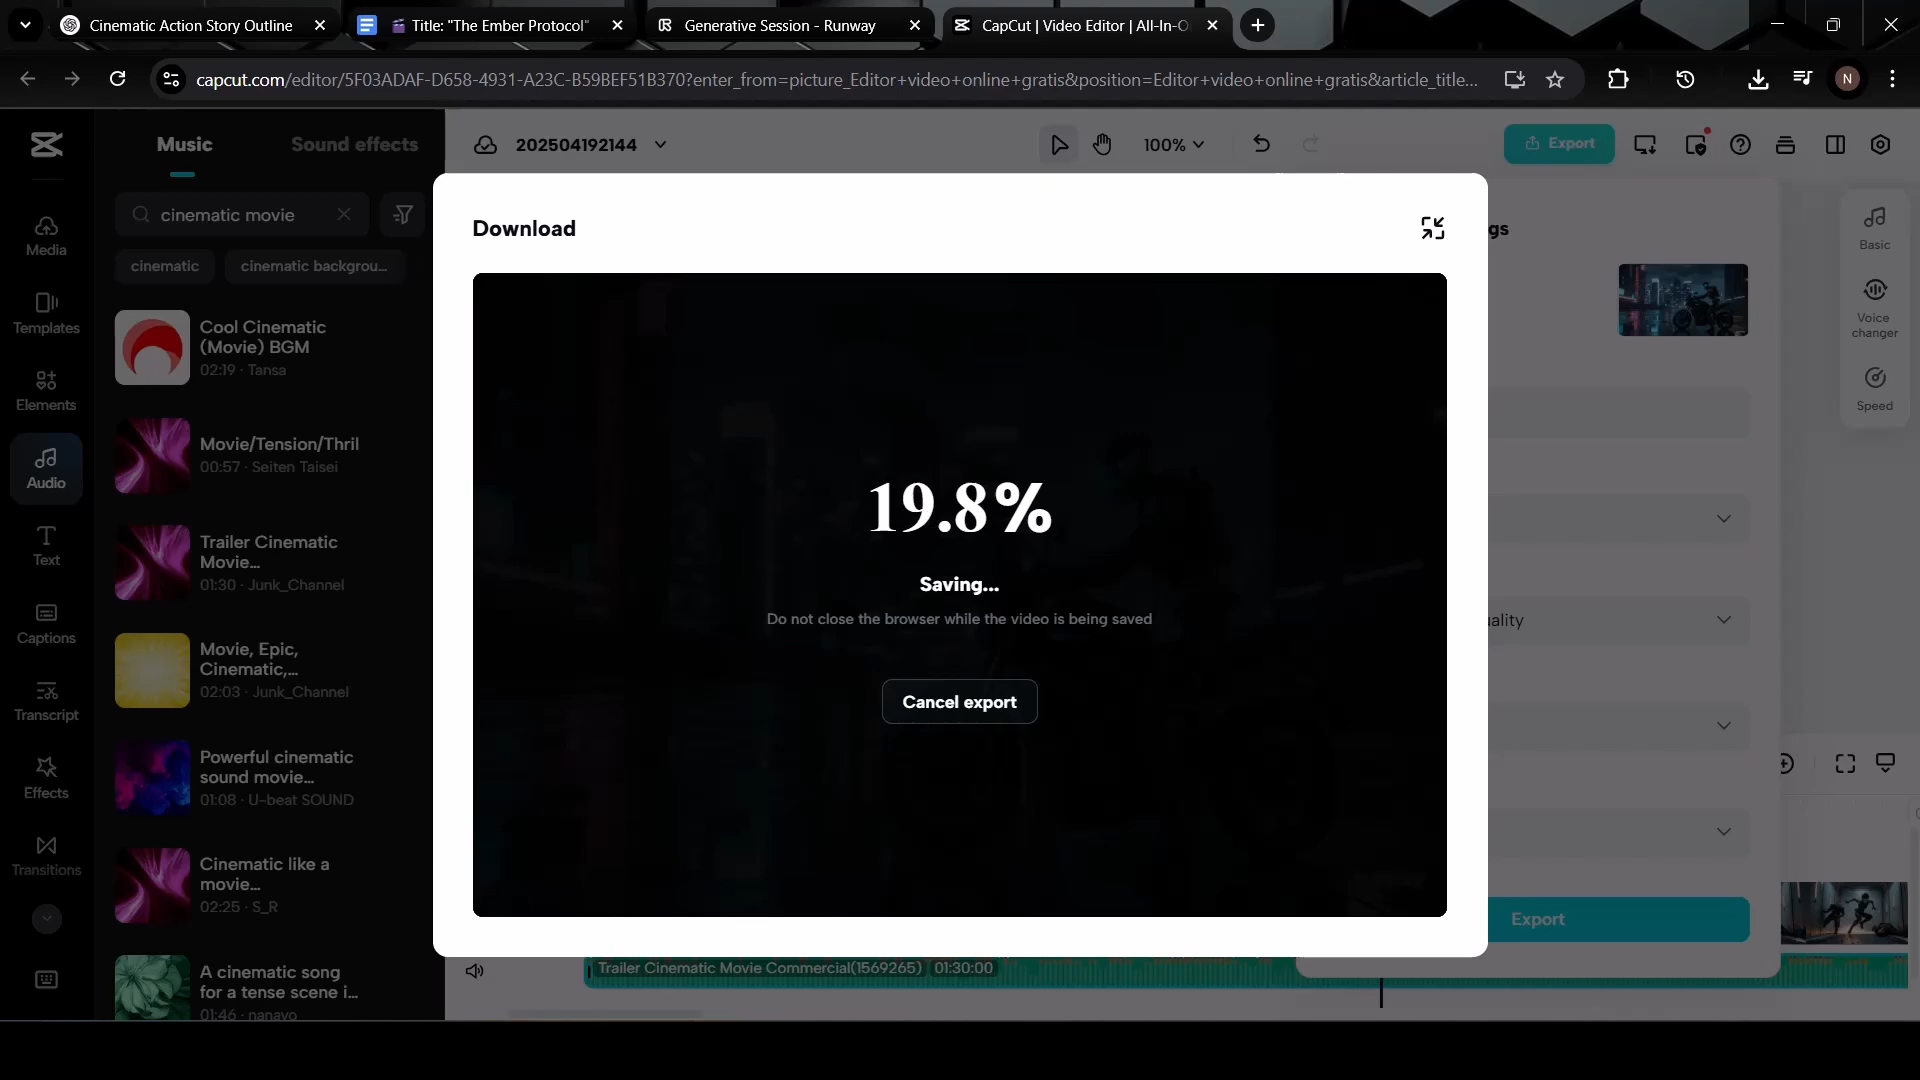 Cinematic Action Story Outline
Title: "The Ember Protocol"
Generative Session - Runway
CapCut | Video Editor | All-In-O
capcut.com/editor/5F03ADAF-D658-4931-A23C-B59BEF51B370?enter_from=picture_Editor+video+online+gratis&position=Editor+video+online+gratis&article_title...
N
Music
Sound effects
202504192144
100%
Export
cinematic movie
cinematic
cinematic backgrou...
Media
Templates
Elements
Audio
Text
Captions
Transcript
Effects
Transitions
Cool Cinematic
(Movie) BGM
02:19 · Tansa
Movie/Tension/Thril
00:57 · Seiten Taisei
Trailer Cinematic
Movie...
01:30 · Junk_Channel
Movie, Epic,
Cinematic,...
02:03 · Junk_Channel
Powerful cinematic
sound movie...
01:08 · U-beat SOUND
Cinematic like a
movie...
02:25 · S_R
A cinematic song
for a tense scene i...
01:46 · nanayo
Download
19.8%
Saving...
Do not close the browser while the video is being saved
Cancel export
gs
uality
Export
Basic
Voice
changer
Speed
Trailer Cinematic Movie Commercial(1569265) 01:30:00